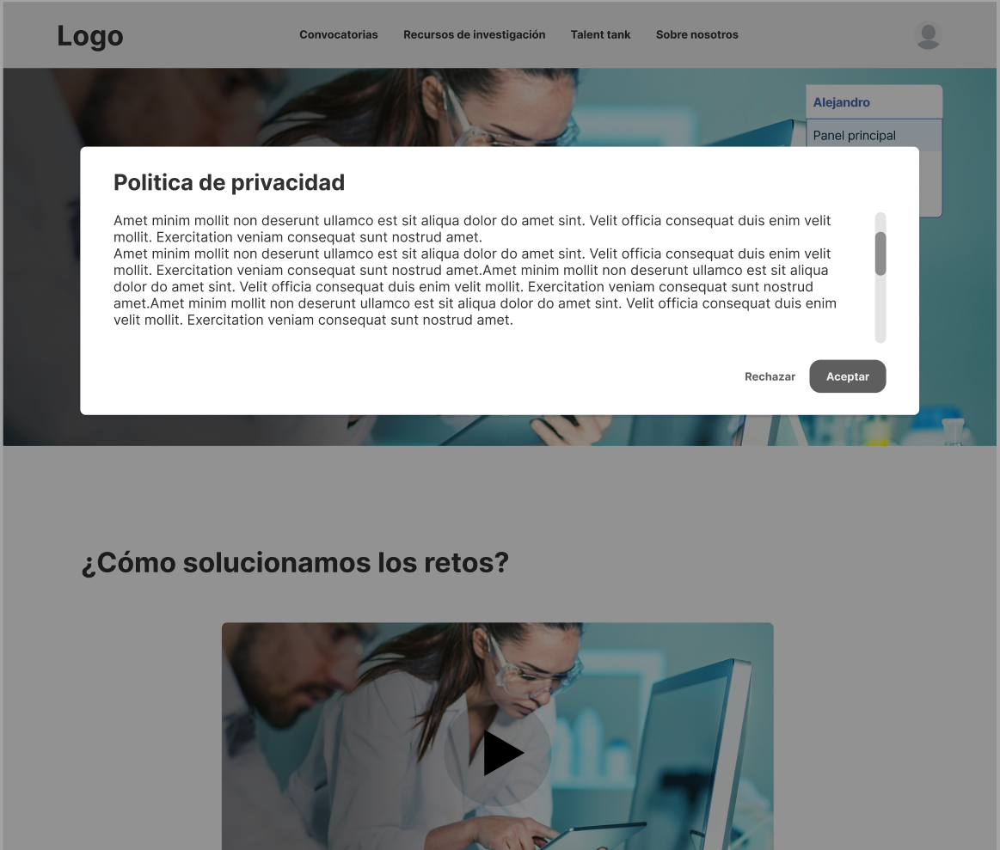 Logo
Convocatorias
Recursos de investigación
Talent tank
Sobre nosotros
Alejandro
Panel principal
Politica de privacidad
Amet minim mollit non deserunt ullamco est sit aliqua dolor do amet sint. Velit officia consequat duis enim velit
mollit. Exercitation veniam consequat sunt nostrud amet.
Amet minim mollit non deserunt ullamco est sit aliqua dolor do amet sint. Velit officia consequat duis enim velit
mollit. Exercitation veniam consequat sunt nostrud amet.Amet minim mollit non deserunt ullamco est sit aliqua
dolor do amet sint. Velit officia consequat duis enim velit mollit. Exercitation veniam consequat sunt nostrud
amet.Amet minim mollit non deserunt ullamco est sit aliqua dolor do amet sint. Velit officia consequat duis enim
velit mollit. Exercitation veniam consequat sunt nostrud amet.
Rechazar
Aceptar
¿Cómo solucionamos los retos?